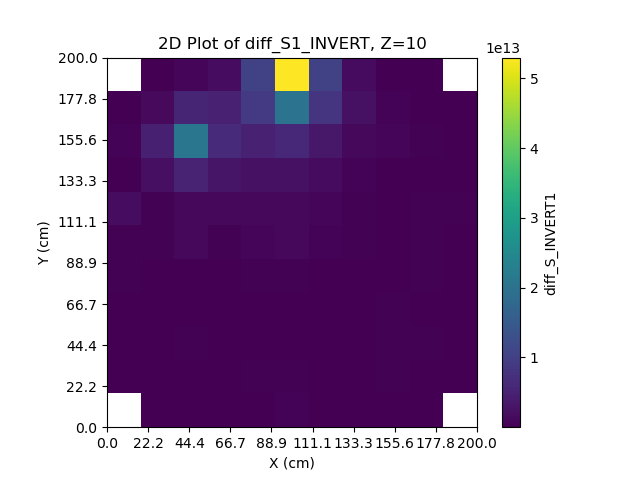 2D Plot of diff_S1_INVERT, Z=10
1e13
200.0
177.8
155.6
133.3
111.1
88.9
66.7
44.4
22.2
0.0
Y (cm)
0.0 22.2 44.4 66.7 88.9 111.1 133.3 155.6 177.8 200.0
X (cm)
5
4
3
2
1
diff_S_INVERT1